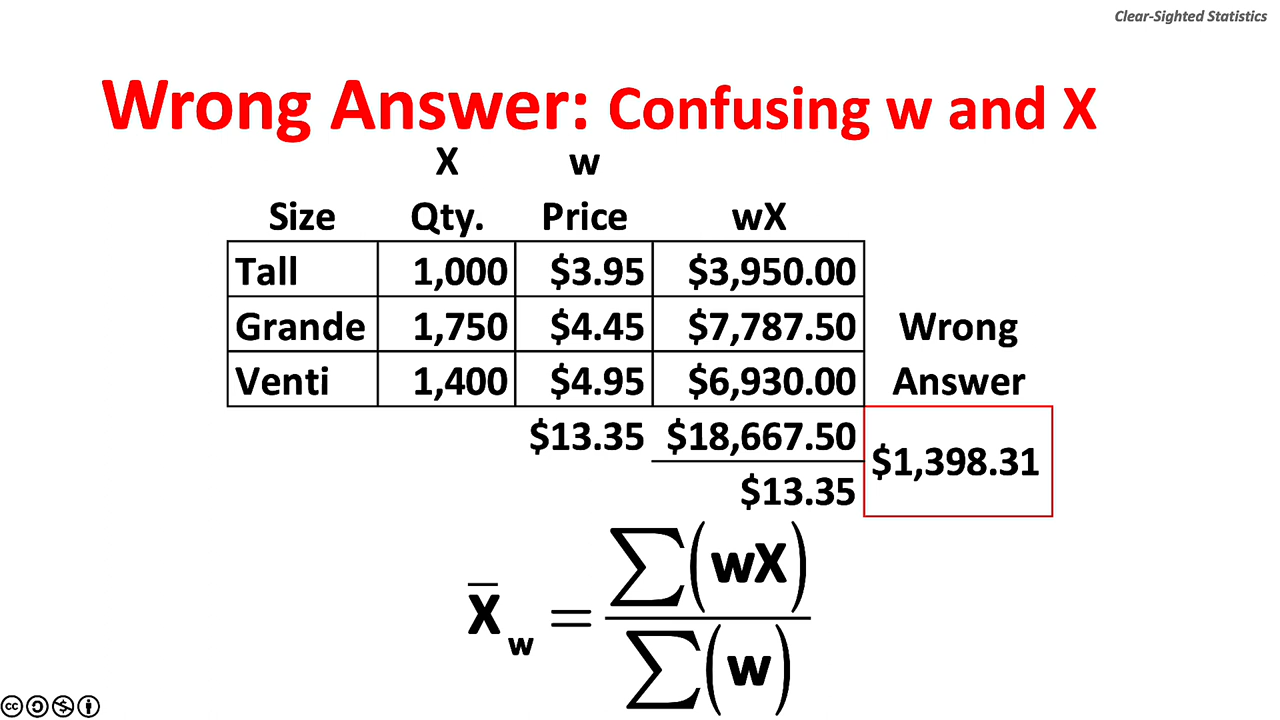 Clear-Sighted Statistics
Wrong Answer: Confusing w and X
X w
Size Qty. Price wX
Tall 1,000 $3.95 $3,950.00
Grande 1,750 $4.45 $7,787.50 Wrong
Venti 1,400 $4.95 $6,930.00 Answer
$13.35 $18,667.50
$1,398.31
$13.35
X̅w = ∑(wX) / ∑(w)
cc